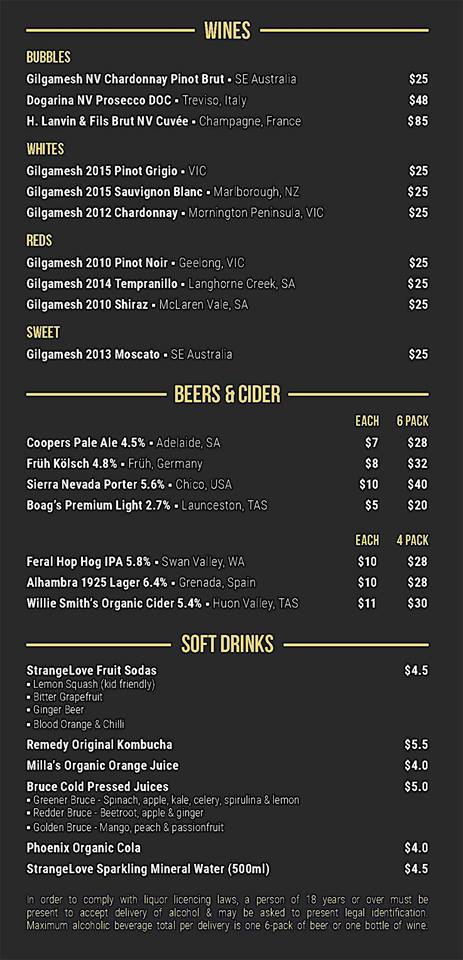 WINES
BUBBLES
Gilgamesh NV Chardonnay Pinot Brut ▪ SE Australia $25
Dogarina NV Prosecco DOC ▪ Treviso, Italy $48
H. Lanvin & Fils Brut NV Cuvée ▪ Champagne, France $85
WHITES
Gilgamesh 2015 Pinot Grigio ▪ VIC $25
Gilgamesh 2015 Sauvignon Blanc ▪ Marlborough, NZ $25
Gilgamesh 2012 Chardonnay ▪ Mornington Peninsula, VIC $25
REDS
Gilgamesh 2010 Pinot Noir ▪ Geelong, VIC $25
Gilgamesh 2014 Tempranillo ▪ Langhorne Creek, SA $25
Gilgamesh 2010 Shiraz ▪ McLaren Vale, SA $25
SWEET
Gilgamesh 2013 Moscato ▪ SE Australia $25
BEERS & CIDER
EACH 6 PACK
Coopers Pale Ale 4.5% ▪ Adelaide, SA $7 $28
Früh Kölsch 4.8% ▪ Früh, Germany $8 $32
Sierra Nevada Porter 5.6% ▪ Chico, USA $10 $40
Boag's Premium Light 2.7% ▪ Launceston, TAS $5 $20
EACH 4 PACK
Feral Hop Hog IPA 5.8% ▪ Swan Valley, WA $10 $28
Alhambra 1925 Lager 6.4% ▪ Grenada, Spain $10 $28
Willie Smith's Organic Cider 5.4% ▪ Huon Valley, TAS $11 $30
SOFT DRINKS
StrangeLove Fruit Sodas $4.5
▪ Lemon Squash (kid friendly)
▪ Bitter Grapefruit
▪ Ginger Beer
▪ Blood Orange & Chilli
Remedy Original Kombucha $5.5
Milla's Organic Orange Juice $4.0
Bruce Cold Pressed Juices $5.0
▪ Greener Bruce - Spinach, apple, kale, celery, spirulina & lemon
▪ Redder Bruce - Beetroot, apple & ginger
▪ Golden Bruce - Mango, peach & passionfruit
Phoenix Organic Cola $4.0
StrangeLove Sparkling Mineral Water (500ml) $4.5
In order to comply with liquor licencing laws, a person of 18 years or over must be
present to accept delivery of alcohol & may be asked to present legal identification.
Maximum alcoholic beverage total per delivery is one 6-pack of beer or one bottle of wine.